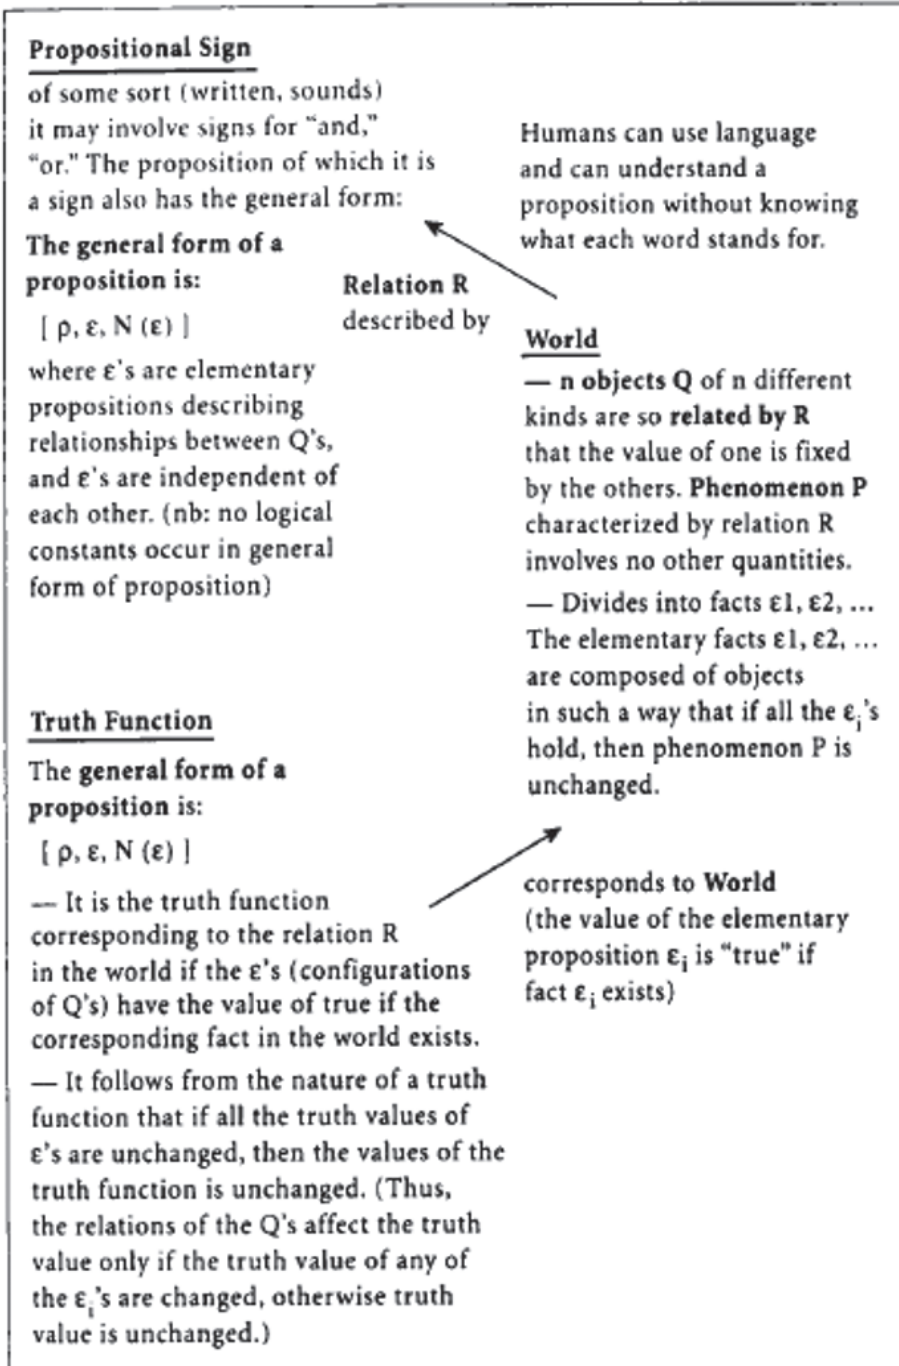 Propositional Sign
of some sort (written, sounds)
it may involve signs for “and,”
“or.” The proposition of which it is
a sign also has the general form:
The general form of a
proposition is:
[ ρ, ε, N (ε) ]
where ε's are elementary
propositions describing
relationships between Q's,
and ε's are independent of
each other. (nb: no logical
constants occur in general
form of proposition)
Relation R
described by
Humans can use language
and can understand a
proposition without knowing
what each word stands for.
World
— n objects Q of n different
kinds are so related by R
that the value of one is fixed
by the others. Phenomenon P
characterized by relation R
involves no other quantities.
— Divides into facts ε1, ε2, ...
The elementary facts ε1, ε2, ...
are composed of objects
in such a way that if all the εi's
hold, then phenomenon P is
unchanged.
Truth Function
The general form of a
proposition is:
[ ρ, ε, N (ε) ]
— It is the truth function
corresponding to the relation R
in the world if the ε's (configurations
of Q's) have the value of true if the
corresponding fact in the world exists.
— It follows from the nature of a truth
function that if all the truth values of
ε's are unchanged, then the values of the
truth function is unchanged. (Thus,
the relations of the Q's affect the truth
value only if the truth value of any of
the εi's are changed, otherwise truth
value is unchanged.)
corresponds to World
(the value of the elementary
proposition εi is “true” if
fact εi exists)